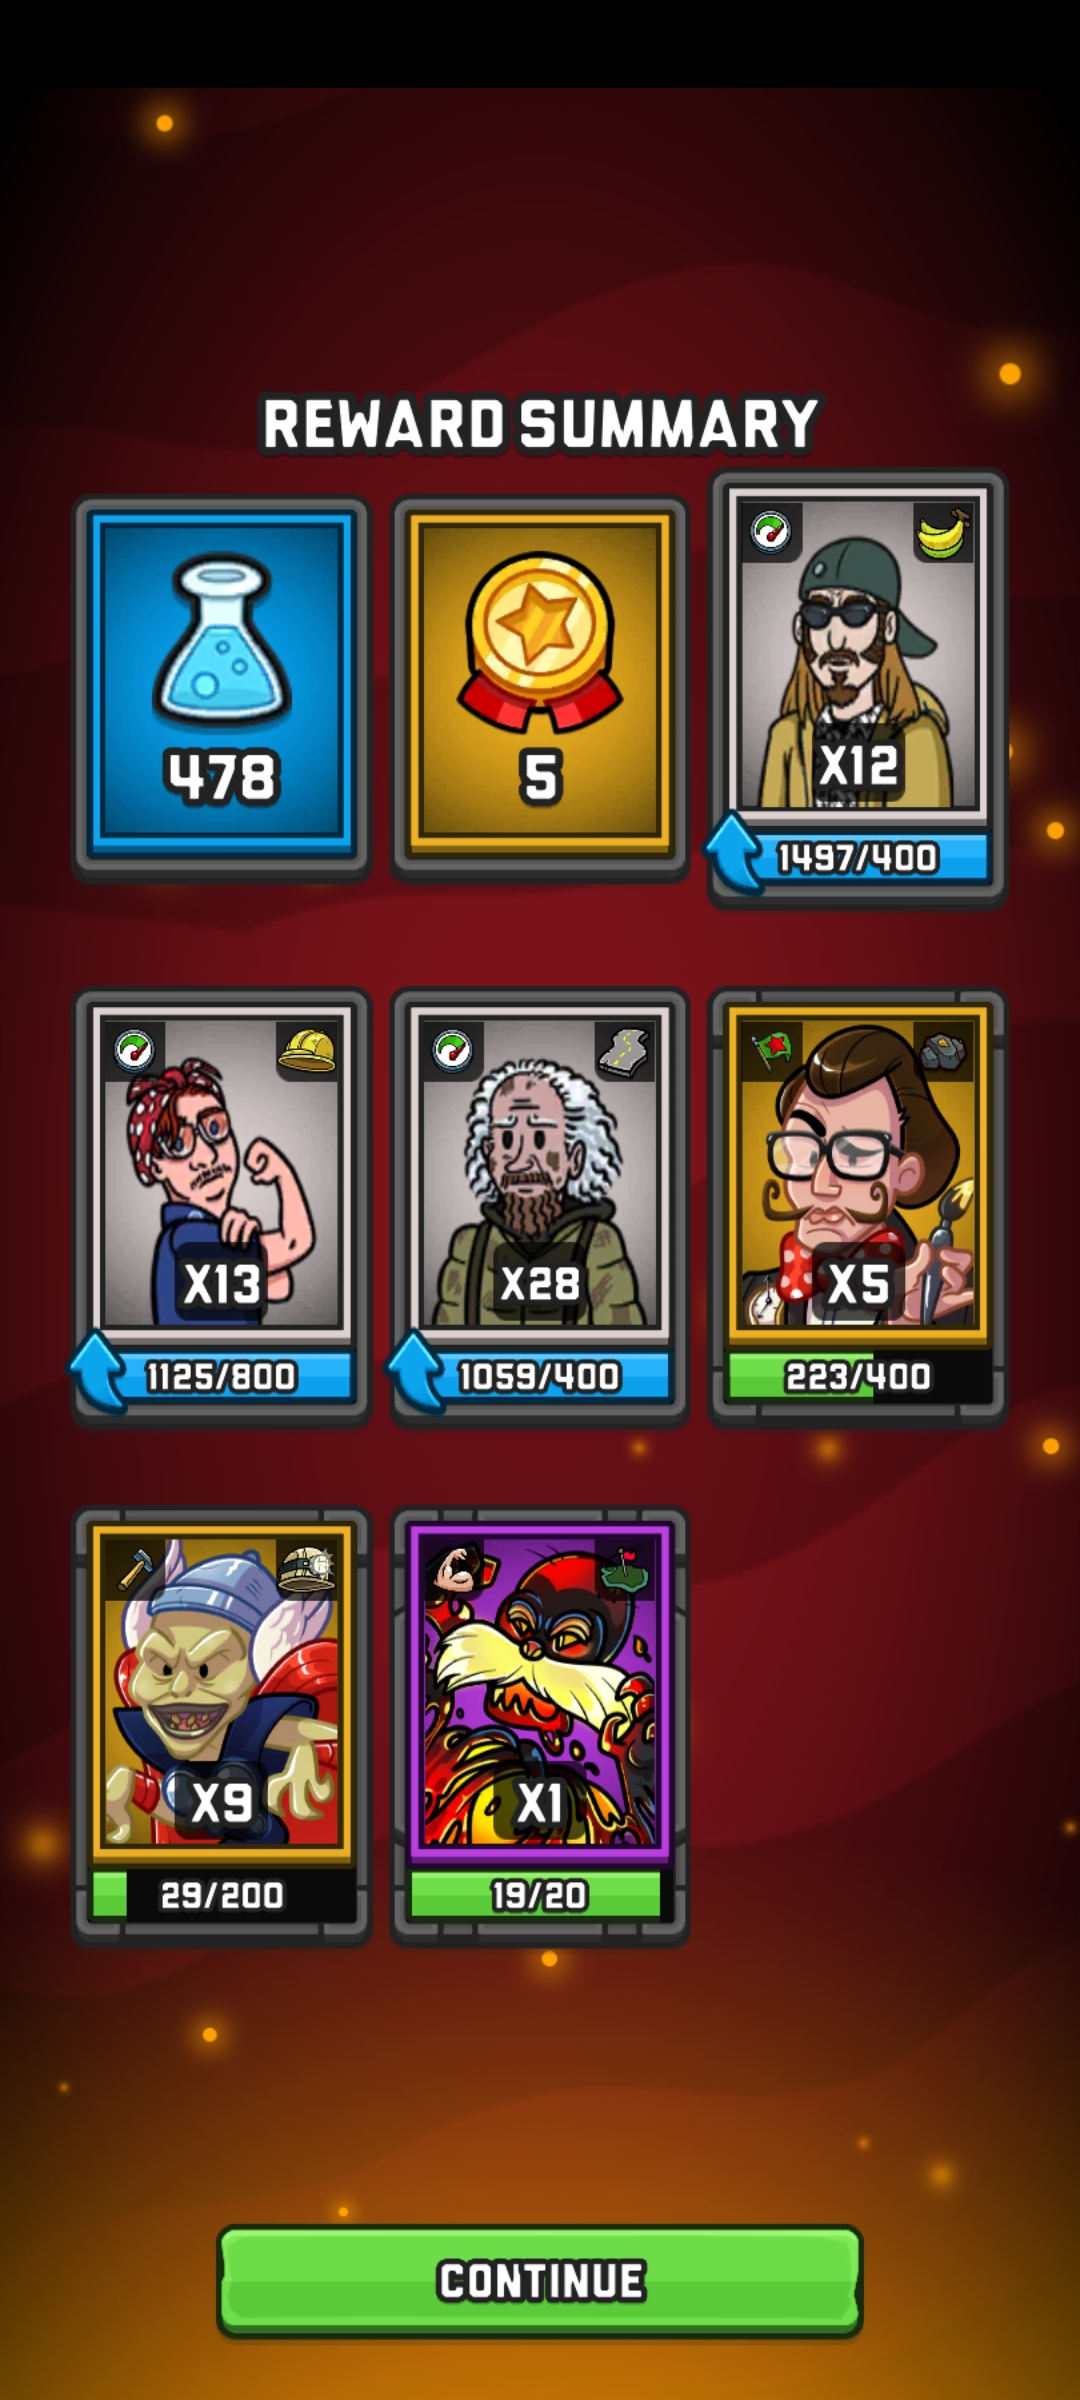 REWARD SUMMARY
478
5
X12
1497/400
X13
1125/800
X28
1059/400
X5
223/400
X9
29/200
X1
19/20
CONTINUE